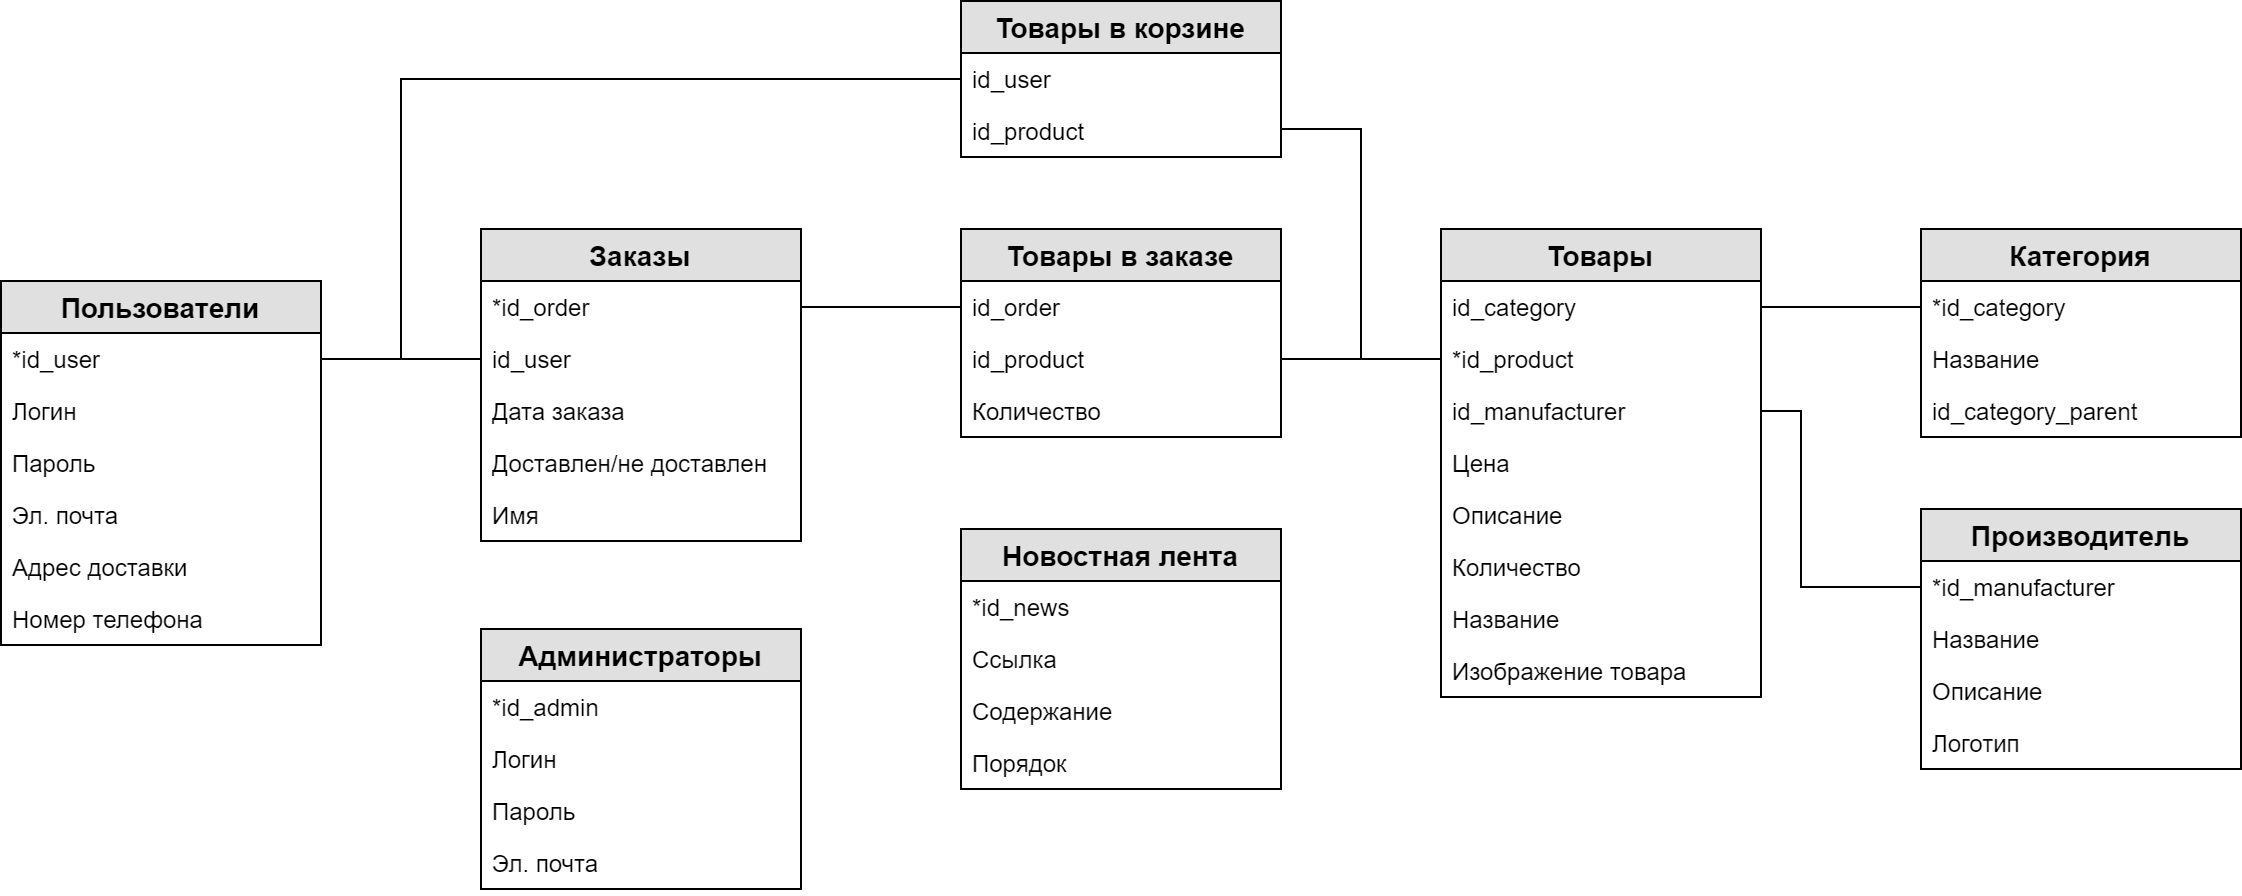 Товары в корзине
id_user
id_product
Пользователи
*id_user
Логин
Пароль
Эл. почта
Адрес доставки
Номер телефона
Заказы
*id_order
id_user
Дата заказа
Доставлен/не доставлен
Имя
Администраторы
*id_admin
Логин
Пароль
Эл. почта
Товары в заказе
id_order
id_product
Количество
Новостная лента
*id_news
Ссылка
Содержание
Порядок
Товары
id_category
*id_product
id_manufacturer
Цена
Описание
Количество
Название
Изображение товара
Категория
*id_category
Название
id_category_parent
Производитель
*id_manufacturer
Название
Описание
Логотип